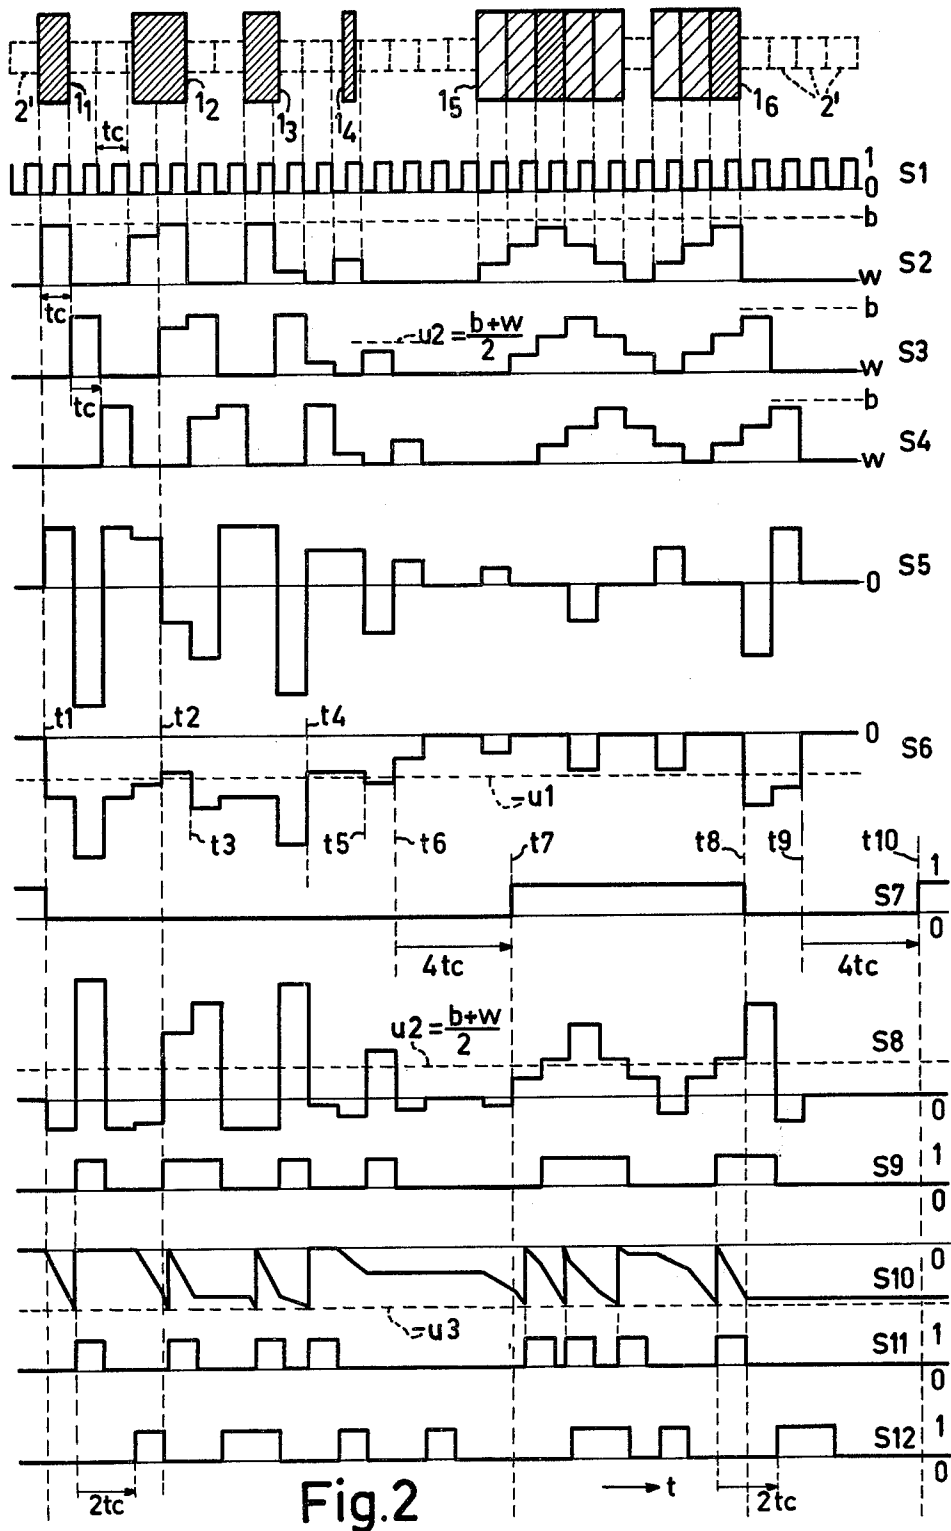 2' 1₁ 1₂ 1₃ 1₄ 1₅ 1₆ 2'
tc
1
S1
0
b
S2
w
tc
b
u2 = b+w/2
S3
w
tc
b
S4
w
S5
0
t1 t2 t4
0
S6
-u1
t3 t5 t6 t7 t8 t9 t10
1
S7
0
4tc 4tc
u2 = b+w/2
S8
0
1
S9
0
0
S10
-u3
1
S11
0
1
S12
0
2tc → t 2tc
Fig.2